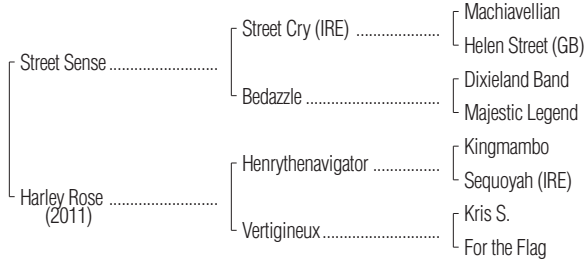 Machiavellian
Street Cry (IRE) ......................
Helen Street (GB)
Street Sense ............................
Dixieland Band
Bedazzle ...................................
Majestic Legend
Kingmambo
Henrythenavigator .................
Sequoyah (IRE)
Harley Rose ............................
(2011)
Kris S.
Vertigineux ..............................
For the Flag